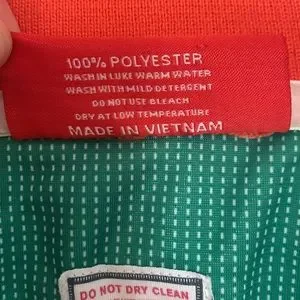 100% POLYESTER
WASH IN LUKE WARM WATER
WASH WITH MILD DETERGENT
DO NOT USE BLEACH
DRY AT LOW TEMPERATURE
MADE IN VIETNAM
DO NOT DRY CLEAN